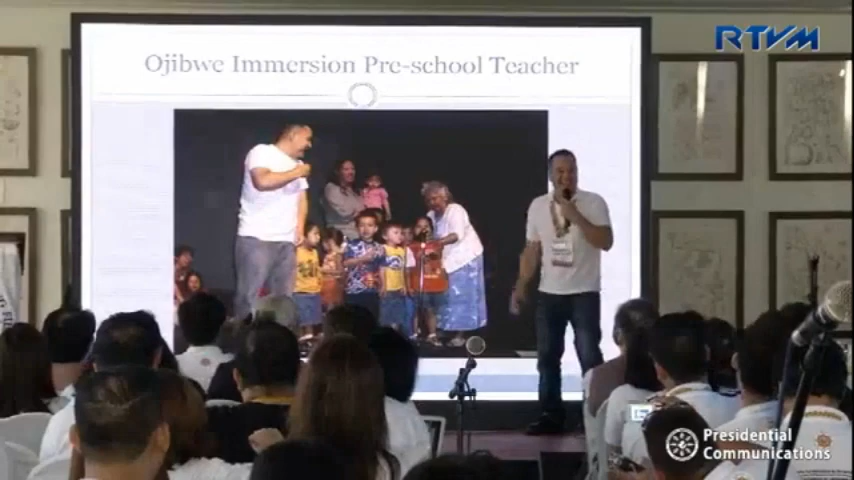 RTVM
Ojibwe Immersion Pre-school Teacher
Presidential
Communications